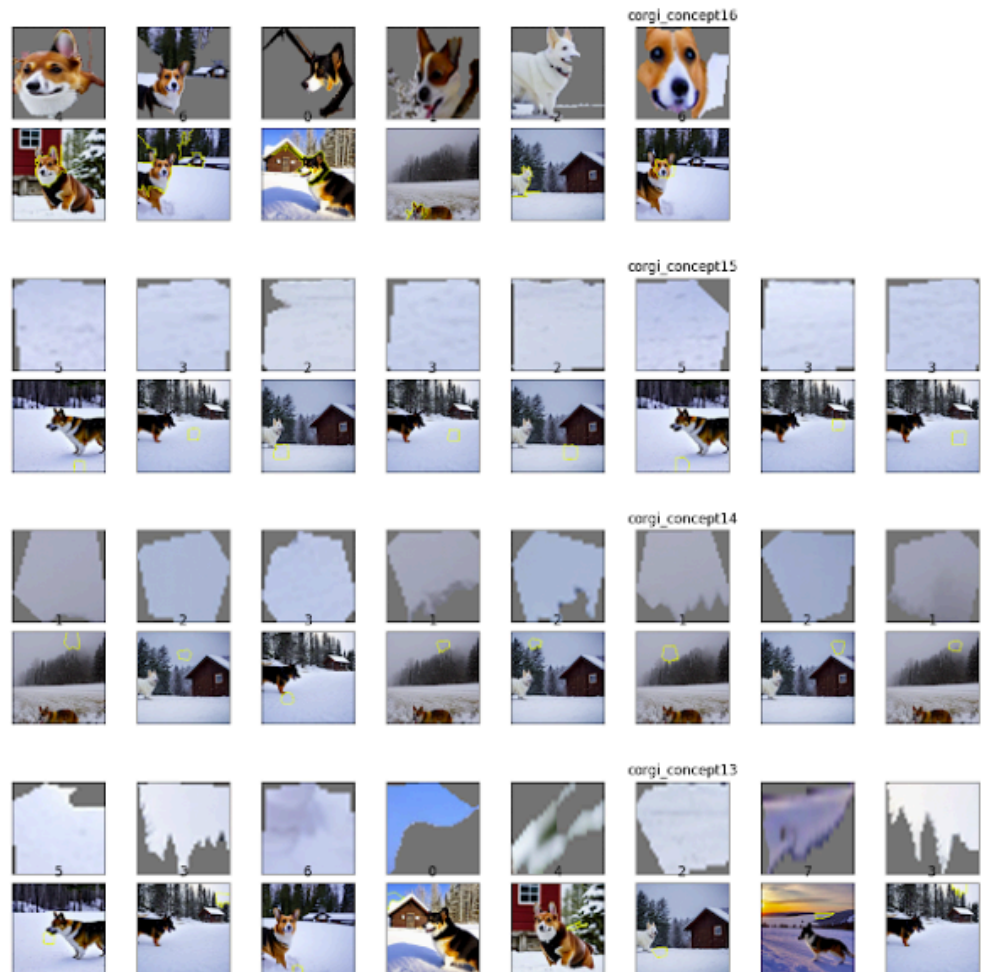 corgi_concept16
4 6 0 1 2 6
corgi_concept15
5 3 2 3 2 5 3 3
corgi_concept14
1 2 3 1 2 1 2 1
corgi_concept13
5 3 6 0 4 2 7 3